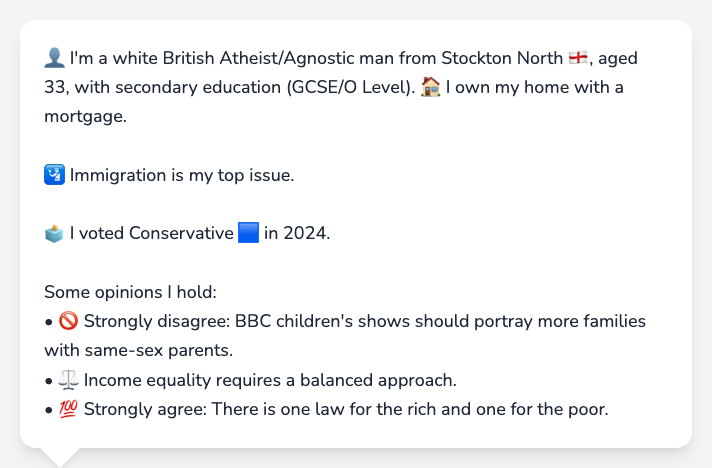 👤 I'm a white British Atheist/Agnostic man from Stockton North 🏴󠁧󠁢󠁥󠁮󠁧󠁿, aged
33, with secondary education (GCSE/O Level). 🏠 I own my home with a
mortgage.
🛂 Immigration is my top issue.
🗳️ I voted Conservative 🟦 in 2024.
Some opinions I hold:
• 🚫 Strongly disagree: BBC children's shows should portray more families
with same-sex parents.
• ⚖️ Income equality requires a balanced approach.
• 💯 Strongly agree: There is one law for the rich and one for the poor.